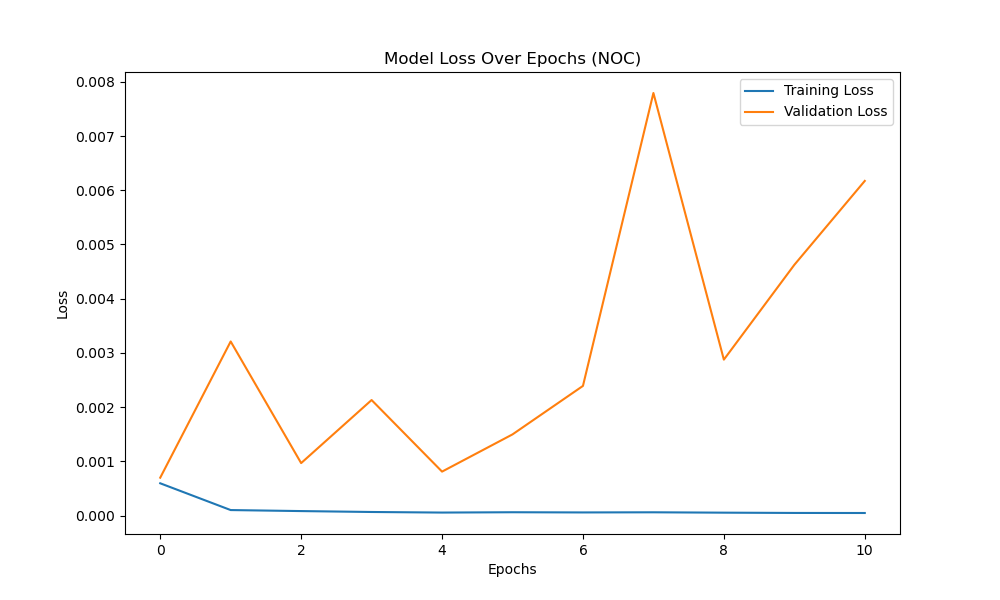 Model Loss Over Epochs (NOC)
Training Loss
Validation Loss
0.008
0.007
0.006
0.005
0.004
0.003
0.002
0.001
0.000
Loss
0 2 4 6 8 10
Epochs